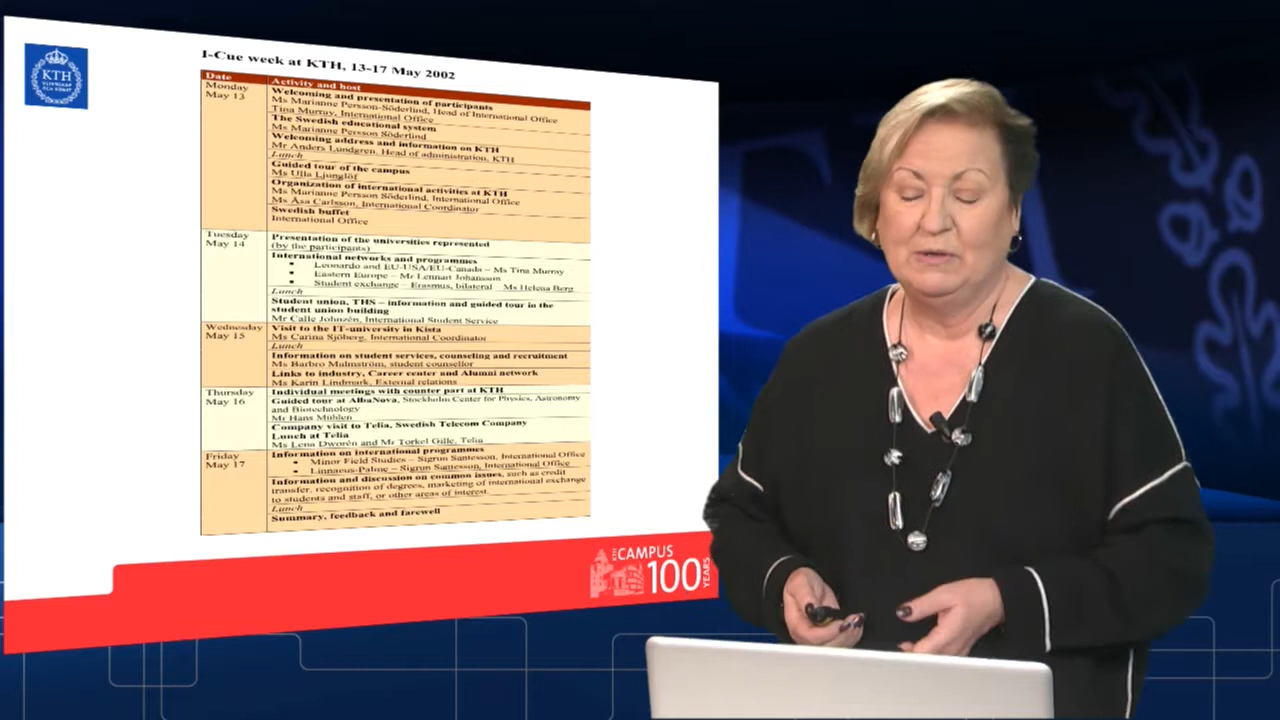 KTH
VETENSKAP
OCH KONST
I-Cue week at KTH, 13-17 May 2002
Date
Activity and host
Monday
May 13
Welcoming and presentation of participants
Ms Marianne Persson-Söderlind, Head of International Office
Tina Murray, International Office
The Swedish educational system
Ms Marianne Persson Söderlind
Welcoming address and information on KTH
Mr Anders Lundgren, Head of administration, KTH
Lunch
Guided tour of the campus
Ms Ulla Ljunglöf
Organization of international activities at KTH
Ms Marianne Persson Söderlind, International Office
Ms Åsa Carlsson, International Coordinator
Swedish buffet
International Office
Tuesday
May 14
Presentation of the universities represented
(by the participants)
International networks and programmes
Leonardo and EU-USA/EU-Canada – Ms Tina Murray
Eastern Europe – Mr Lennart Johansson
Student exchange – Erasmus, bilateral – Ms Helena Berg
Lunch
Student union, THS – information and guided tour in the
student union building
Mr Calle Johnzén, International Student Service
Wednesday
May 15
Visit to the IT-university in Kista
Ms Carina Sjöberg, International Coordinator
Lunch
Information on student services, counseling and recruitment
Ms Barbro Malmström, student counsellor
Links to industry, Career center and Alumni network
Ms Karin Lindmark, External relations
Thursday
May 16
Individual meetings with counter part at KTH
Guided tour at AlbaNova, Stockholm Center for Physics, Astronomy
and Biotechnology
Mr Hans Mühlen
Company visit to Telia, Swedish Telecom Company
Lunch at Telia
Ms Lena Dworén and Mr Torkel Gille, Telia
Friday
May 17
Information on international programmes
Minor Field Studies – Sigrun Santesson, International Office
Linnaeus-Palme – Sigrun Santesson, International Office
Information and discussion on common issues, such as credit
transfer, recognition of degrees, marketing of international exchange
to students and staff, or other areas of interest.
Lunch
Summary, feedback and farewell
KTH CAMPUS
100 YEARS